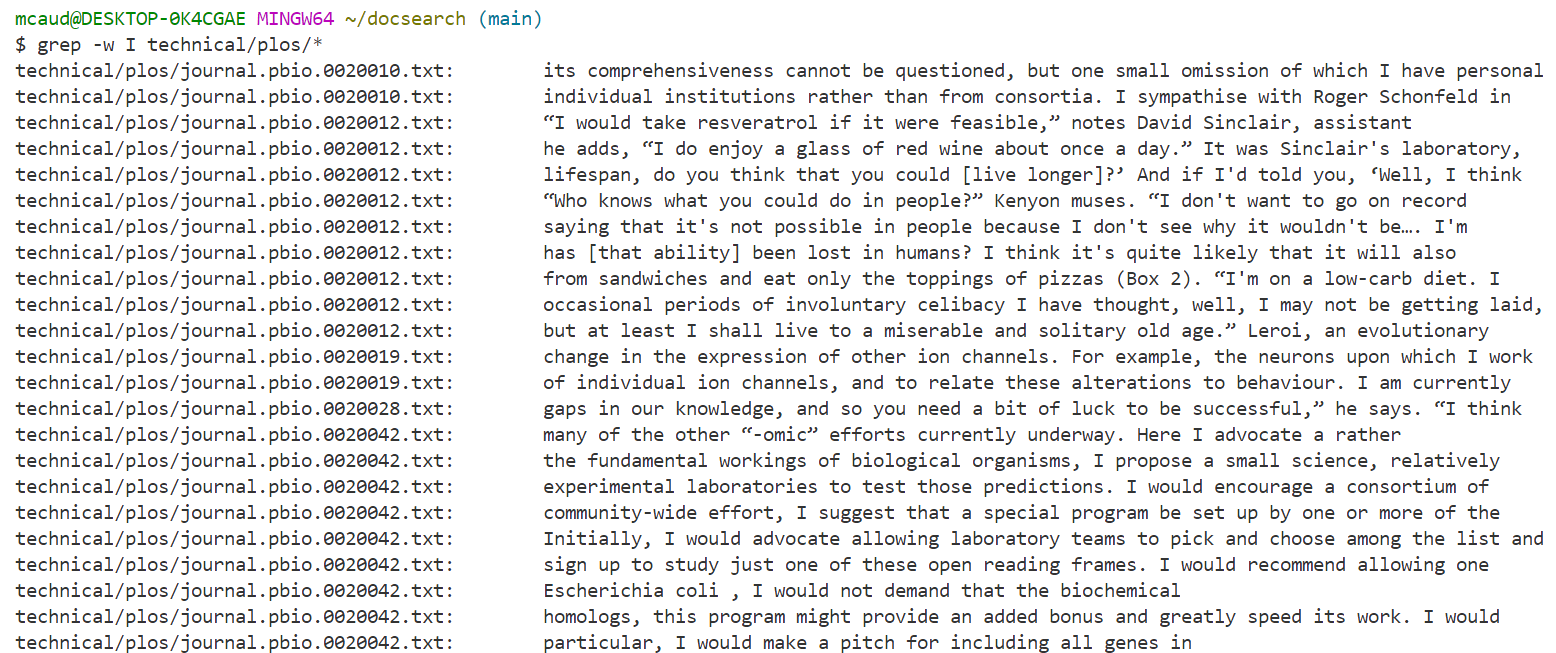 mcaud@DESKTOP-0K4CGAE MINGW64 ~/docsearch (main)
$ grep -w I technical/plos/*
technical/plos/journal.pbio.0020010.txt:        its comprehensiveness cannot be questioned, but one small omission of which I have personal
technical/plos/journal.pbio.0020010.txt:        individual institutions rather than from consortia. I sympathise with Roger Schonfeld in
technical/plos/journal.pbio.0020012.txt:        “I would take resveratrol if it were feasible,” notes David Sinclair, assistant
technical/plos/journal.pbio.0020012.txt:        he adds, “I do enjoy a glass of red wine about once a day.” It was Sinclair's laboratory,
technical/plos/journal.pbio.0020012.txt:        lifespan, do you think that you could [live longer]?’ And if I'd told you, ‘Well, I think
technical/plos/journal.pbio.0020012.txt:        “Who knows what you could do in people?” Kenyon muses. “I don't want to go on record
technical/plos/journal.pbio.0020012.txt:        saying that it's not possible in people because I don't see why it wouldn't be…. I'm
technical/plos/journal.pbio.0020012.txt:        has [that ability] been lost in humans? I think it's quite likely that it will also
technical/plos/journal.pbio.0020012.txt:        from sandwiches and eat only the toppings of pizzas (Box 2). “I'm on a low-carb diet. I
technical/plos/journal.pbio.0020012.txt:        occasional periods of involuntary celibacy I have thought, well, I may not be getting laid,
technical/plos/journal.pbio.0020012.txt:        but at least I shall live to a miserable and solitary old age.” Leroi, an evolutionary
technical/plos/journal.pbio.0020019.txt:        change in the expression of other ion channels. For example, the neurons upon which I work
technical/plos/journal.pbio.0020019.txt:        of individual ion channels, and to relate these alterations to behaviour. I am currently
technical/plos/journal.pbio.0020028.txt:        gaps in our knowledge, and so you need a bit of luck to be successful,” he says. “I think
technical/plos/journal.pbio.0020042.txt:        many of the other “-omic” efforts currently underway. Here I advocate a rather
technical/plos/journal.pbio.0020042.txt:        the fundamental workings of biological organisms, I propose a small science, relatively
technical/plos/journal.pbio.0020042.txt:        experimental laboratories to test those predictions. I would encourage a consortium of
technical/plos/journal.pbio.0020042.txt:        community-wide effort, I suggest that a special program be set up by one or more of the
technical/plos/journal.pbio.0020042.txt:        Initially, I would advocate allowing laboratory teams to pick and choose among the list and
technical/plos/journal.pbio.0020042.txt:        sign up to study just one of these open reading frames. I would recommend allowing one
technical/plos/journal.pbio.0020042.txt:        Escherichia coli , I would not demand that the biochemical
technical/plos/journal.pbio.0020042.txt:        homologs, this program might provide an added bonus and greatly speed its work. I would
technical/plos/journal.pbio.0020042.txt:        particular, I would make a pitch for including all genes in